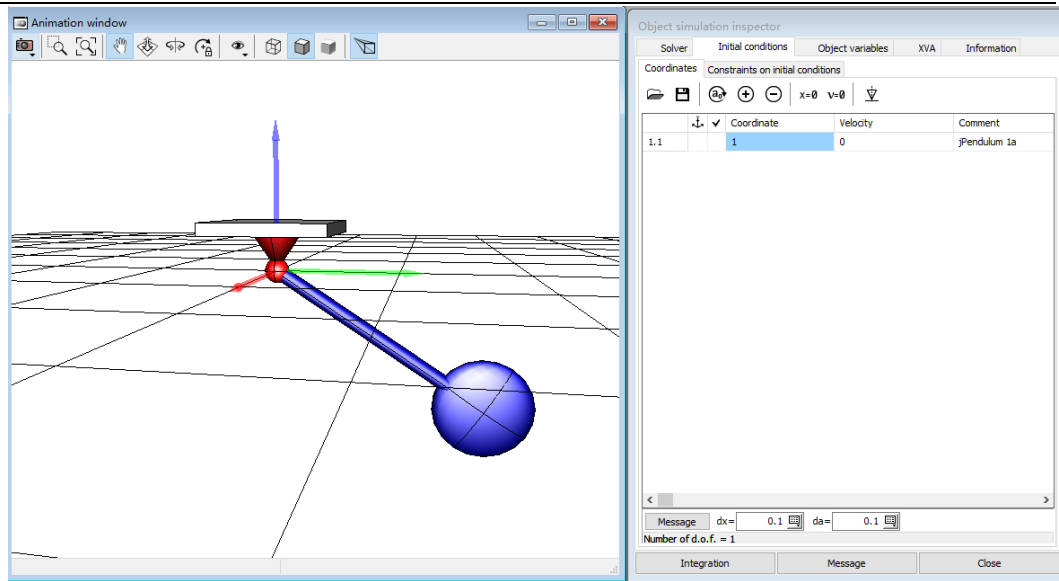 Animation window
Object simulation inspector
Solver Initial conditions Object variables XVA Information
Coordinates Constraints on initial conditions
x=0 v=0
Coordinate Velocity Comment
1.1 1 0 jPendulum 1a
Message dx= 0.1 da= 0.1
Number of d.o.f. = 1
Integration Message Close